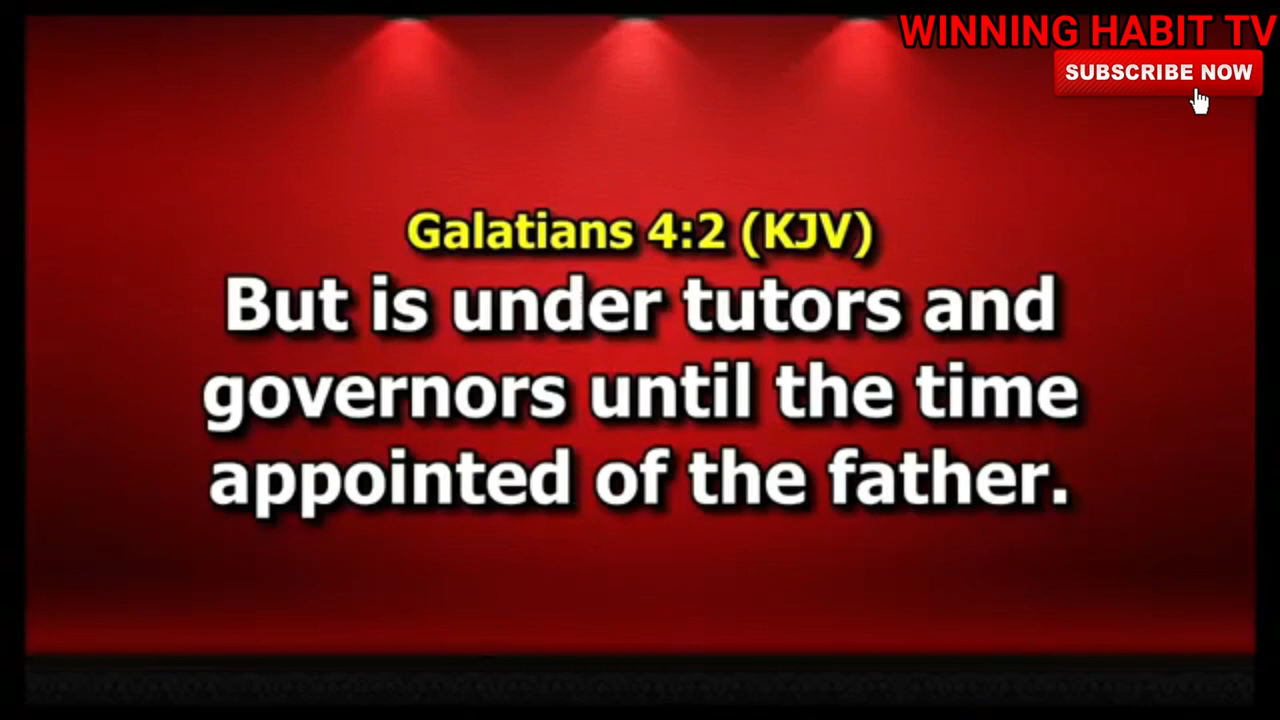 WINNING HABIT TV
SUBSCRIBE NOW
Galatians 4:2 (KJV)
But is under tutors and
governors until the time
appointed of the father.